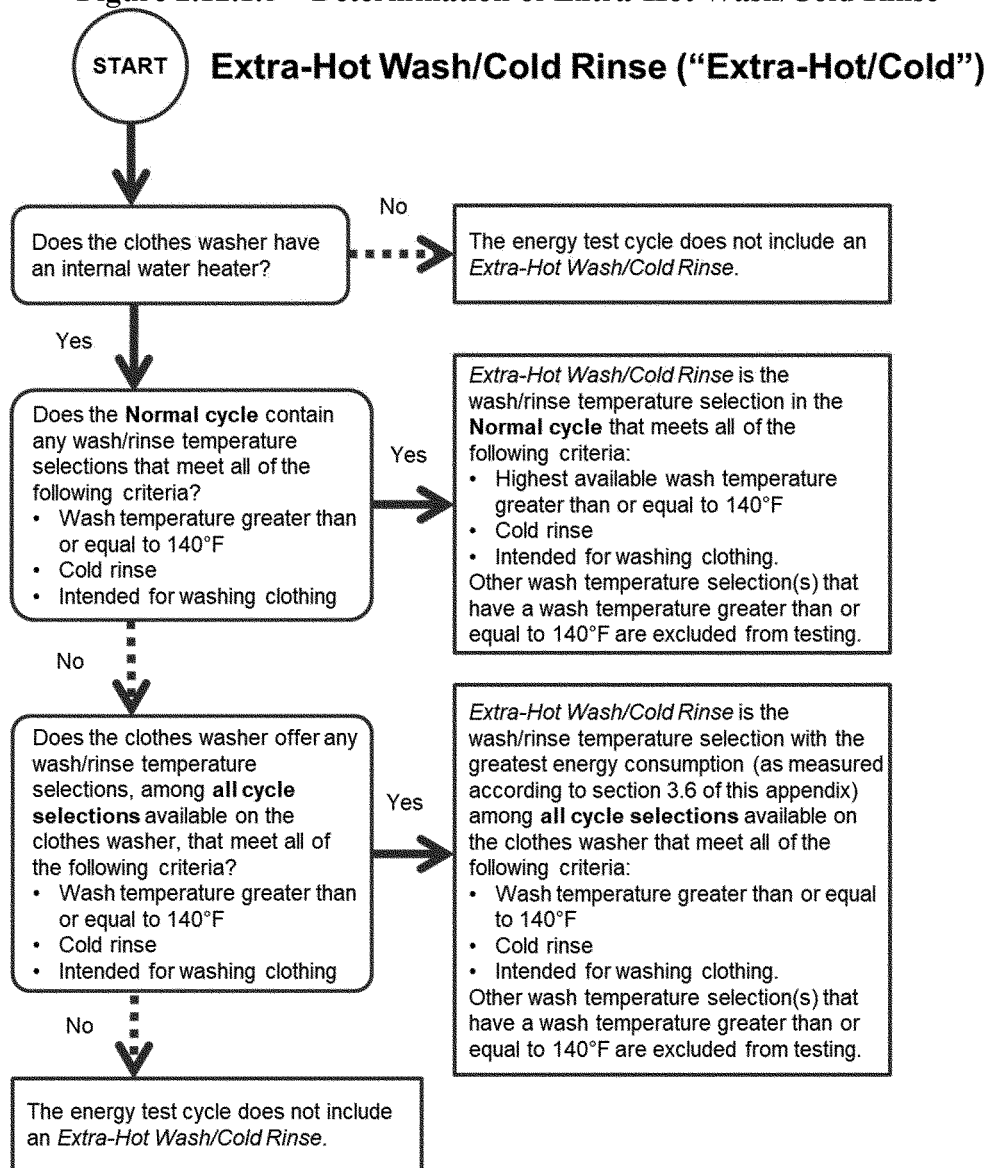 Figure Determination of Extra-Hot Wash/Cold Rinse
START
Extra-Hot Wash/Cold Rinse (“Extra-Hot/Cold”)
Does the clothes washer have
an internal water heater?
No
The energy test cycle does not include an
Extra-Hot Wash/Cold Rinse.
Yes
Does the Normal cycle contain
any wash/rinse temperature
selections that meet all of the
following criteria?
• Wash temperature greater than
or equal to 140°F
• Cold rinse
• Intended for washing clothing
Yes
Extra-Hot Wash/Cold Rinse is the
wash/rinse temperature selection in the
Normal cycle that meets all of the
following criteria:
• Highest available wash temperature
greater than or equal to 140°F
• Cold rinse
• Intended for washing clothing.
Other wash temperature selection(s) that
have a wash temperature greater than or
equal to 140°F are excluded from testing.
No
Does the clothes washer offer any
wash/rinse temperature
selections, among all cycle
selections available on the
clothes washer, that meet all of
the following criteria?
• Wash temperature greater than
or equal to 140°F
• Cold rinse
• Intended for washing clothing
Yes
Extra-Hot Wash/Cold Rinse is the
wash/rinse temperature selection with the
greatest energy consumption (as measured
according to section 3.6 of this appendix)
among all cycle selections available on
the clothes washer that meet all of the
following criteria:
• Wash temperature greater than or equal
to 140°F
• Cold rinse
• Intended for washing clothing.
Other wash temperature selection(s) that
have a wash temperature greater than or
equal to 140°F are excluded from testing.
No
The energy test cycle does not include
an Extra-Hot Wash/Cold Rinse.